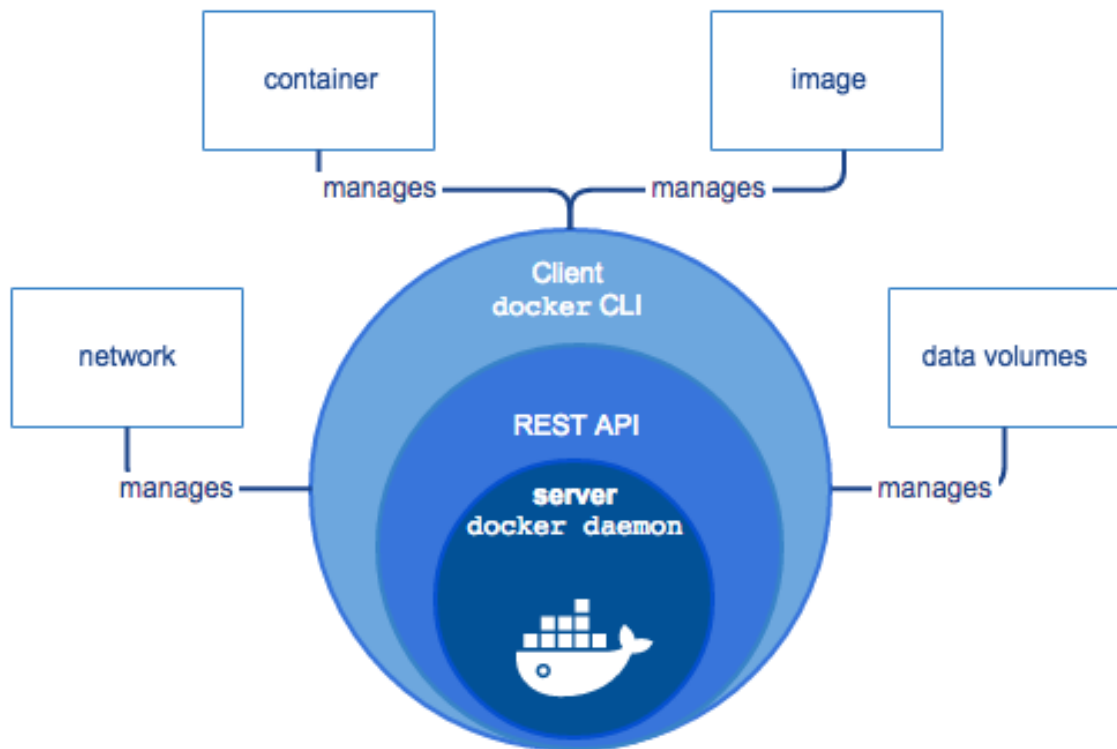 container
image
manages
manages
Client
docker CLI
network
data volumes
REST API
manages
manages
server
docker daemon